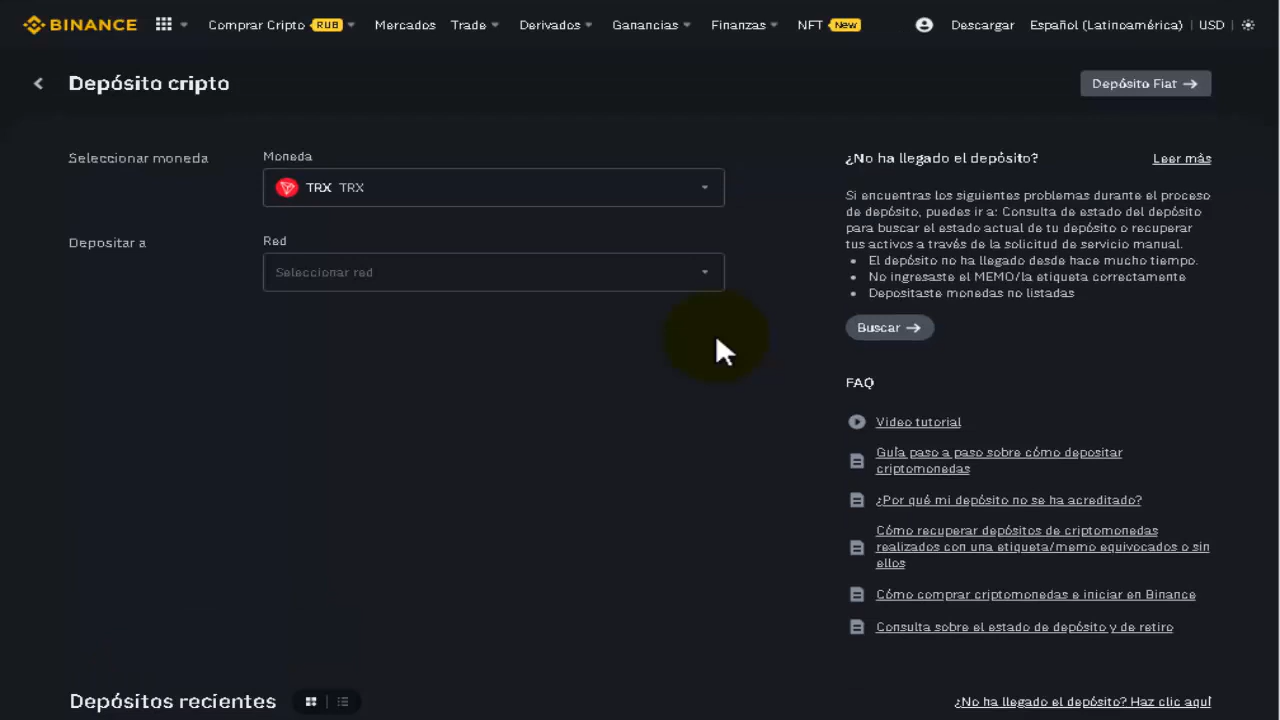 BINANCE
Comprar Cripto RUB Mercados Trade Derivados Ganancias Finanzas NFT New Descargar Español (Latinoamérica) USD
Depósito cripto
Depósito Fiat →
Seleccionar moneda
Moneda
TRX TRX
Depositar a
Red
Seleccionar red
¿No ha llegado el depósito? Leer más
Si encuentras los siguientes problemas durante el proceso
de depósito, puedes ir a: Consulta de estado del depósito
para buscar el estado actual de tu depósito o recuperar
tus activos a través de la solicitud de servicio manual.
• El depósito no ha llegado desde hace mucho tiempo.
• No ingresaste el MEMO/la etiqueta correctamente
• Depositaste monedas no listadas
Buscar →
FAQ
Video tutorial
Guía paso a paso sobre cómo depositar
criptomonedas
¿Por qué mi depósito no se ha acreditado?
Cómo recuperar depósitos de criptomonedas
realizados con una etiqueta/memo equivocados o sin
ellos
Cómo comprar criptomonedas e iniciar en Binance
Consulta sobre el estado de depósito y de retiro
Depósitos recientes
¿No ha llegado el depósito? Haz clic aquí